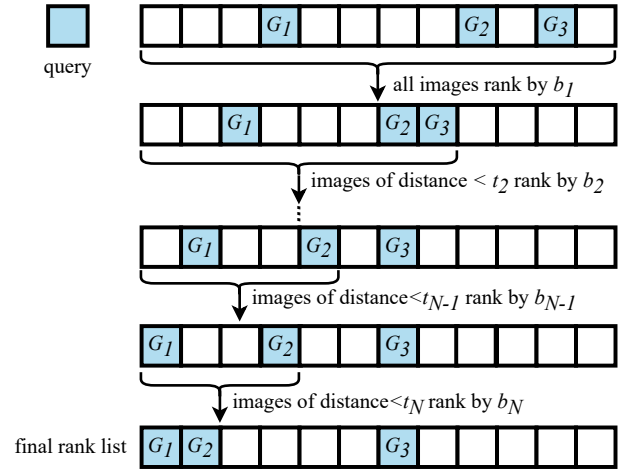 G1 G2 G3
query
all images rank by b1
G1 G2 G3
images of distance < t2 rank by b2
G1 G2 G3
images of distance<tN-1 rank by bN-1
G1 G2 G3
images of distance<tN rank by bN
final rank list G1 G2 G3